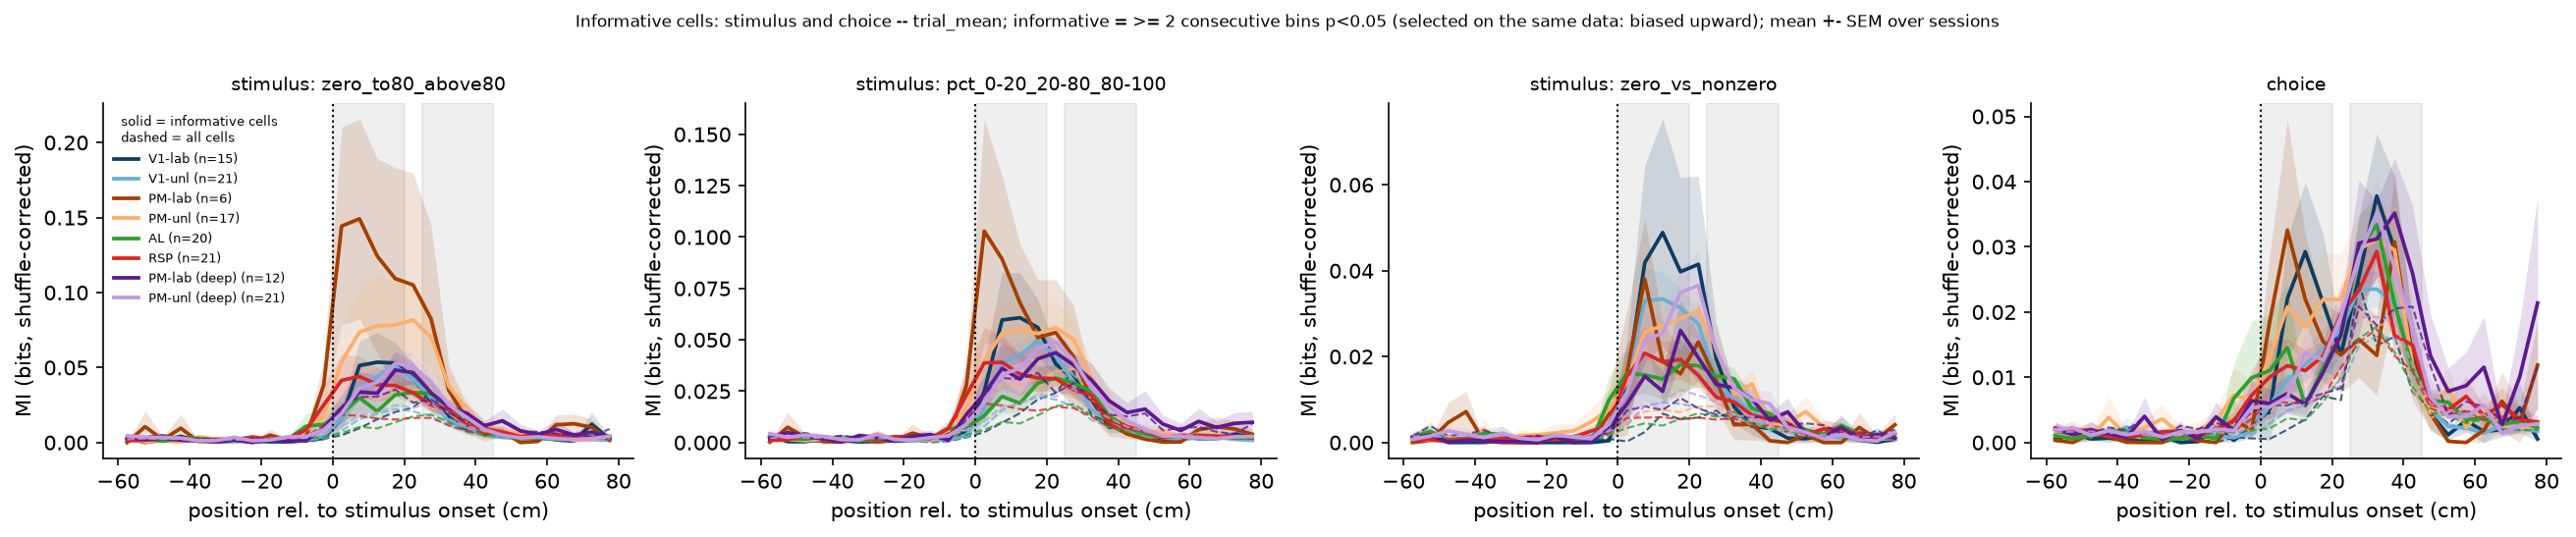 Informative cells: stimulus and choice -- trial_mean; informative = >= 2 consecutive bins p<0.05 (selected on the same data: biased upward); mean +- SEM over sessions
stimulus: zero_to80_above80
MI (bits, shuffle-corrected)
0.20
0.15
0.10
0.05
0.00
solid = informative cells
dashed = all cells
V1-lab (n=15)
V1-unl (n=21)
PM-lab (n=6)
PM-unl (n=17)
AL (n=20)
RSP (n=21)
PM-lab (deep) (n=12)
PM-unl (deep) (n=21)
−60 −40 −20 0 20 40 60 80
position rel. to stimulus onset (cm)
stimulus: pct_0-20_20-80_80-100
MI (bits, shuffle-corrected)
0.150
0.125
0.100
0.075
0.050
0.025
0.000
−60 −40 −20 0 20 40 60 80
position rel. to stimulus onset (cm)
stimulus: zero_vs_nonzero
MI (bits, shuffle-corrected)
0.06
0.04
0.02
0.00
−60 −40 −20 0 20 40 60 80
position rel. to stimulus onset (cm)
choice
MI (bits, shuffle-corrected)
0.05
0.04
0.03
0.02
0.01
0.00
−60 −40 −20 0 20 40 60 80
position rel. to stimulus onset (cm)